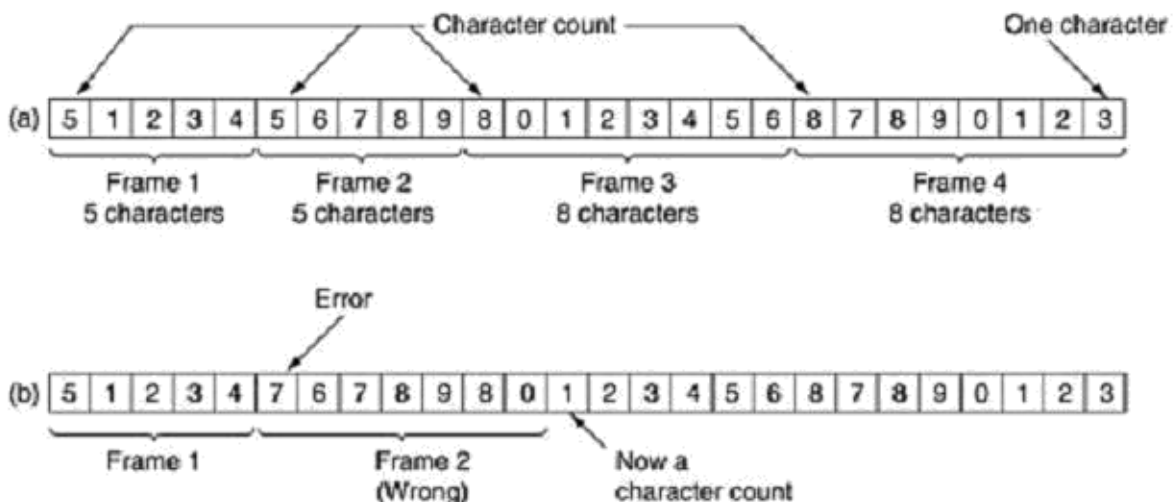 Character count One character
(a) 5 1 2 3 4 5 6 7 8 9 8 0 1 2 3 4 5 6 8 7 8 9 0 1 2 3
Frame 1 Frame 2 Frame 3 Frame 4
5 characters 5 characters 8 characters 8 characters
Error
(b) 5 1 2 3 4 7 6 7 8 9 8 0 1 2 3 4 5 6 8 7 8 9 0 1 2 3
Frame 1 Frame 2 Now a
(Wrong) character count